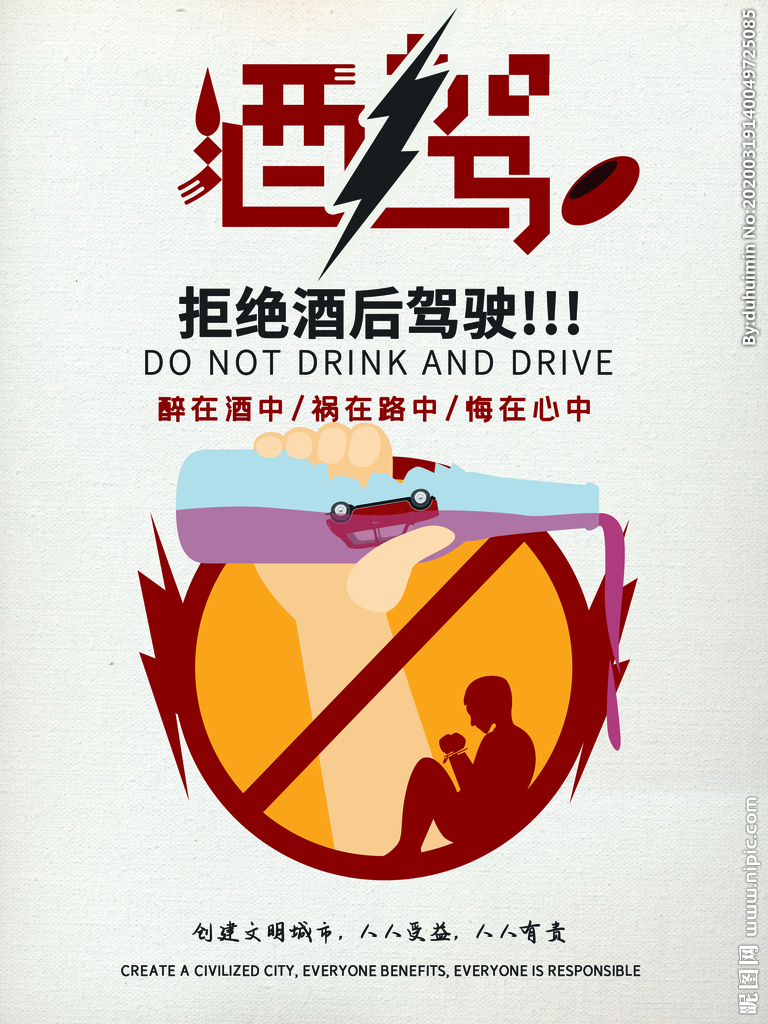 酒驾
拒绝酒后驾驶!!!
DO NOT DRINK AND DRIVE
醉在酒中/祸在路中/悔在心中
创建文明城市,人人受益,人人有责
CREATE A CIVILIZED CITY, EVERYONE BENEFITS, EVERYONE IS RESPONSIBLE
By:duhuimin No:20200319140049725085
昵图网 www.nipic.com